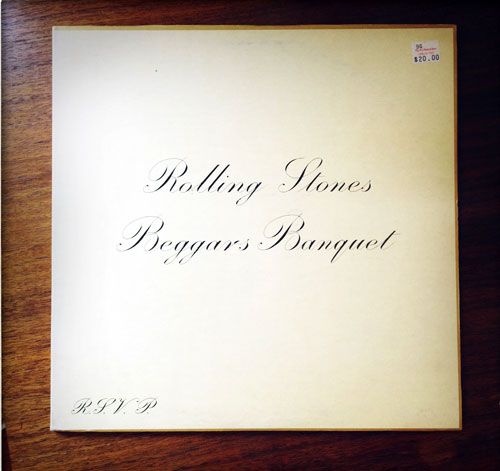 $20.00
Rolling Stones
Beggars Banquet
R.S.V.P.